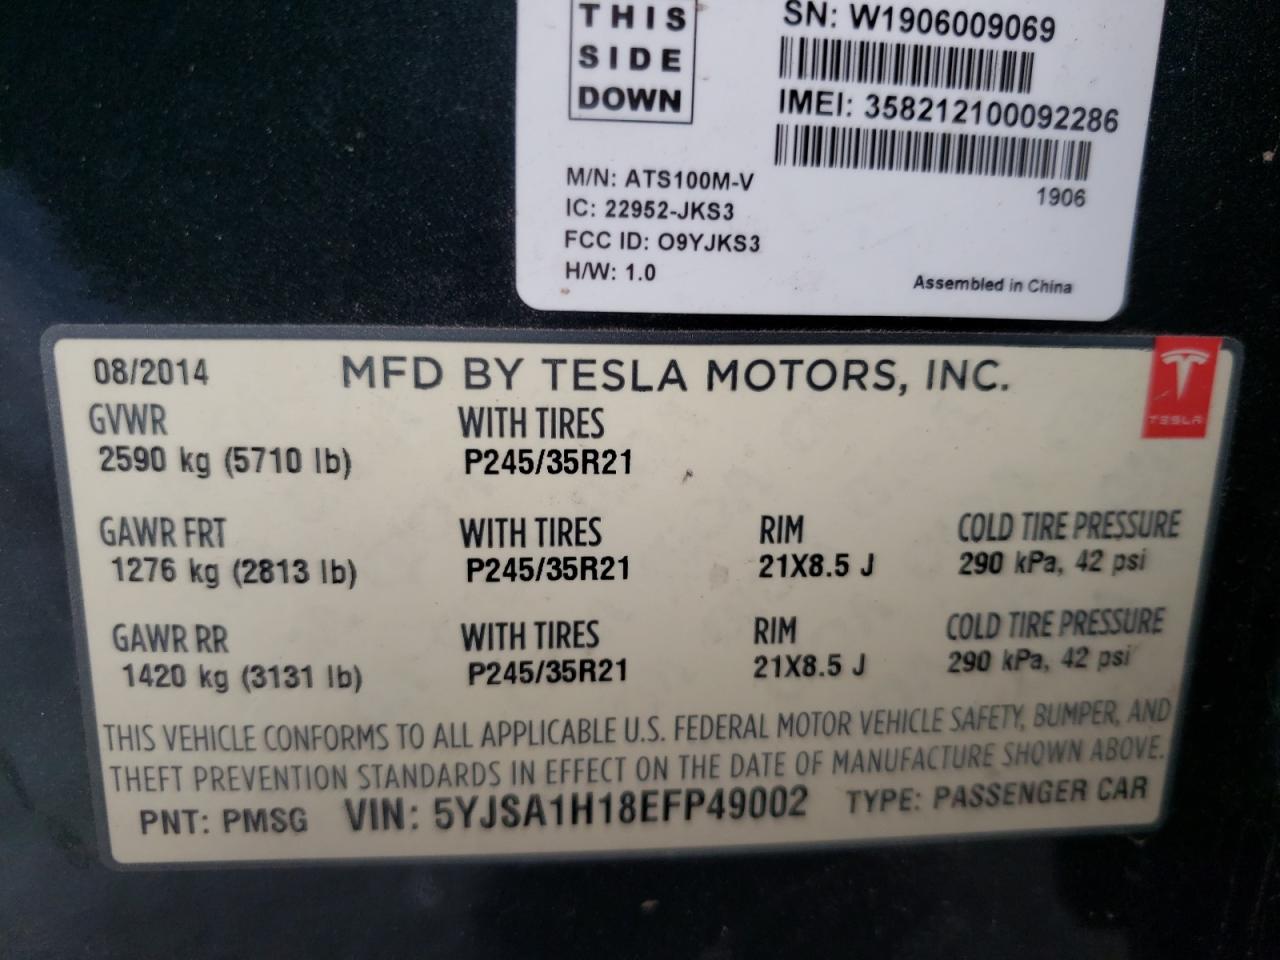 THIS
SIDE
DOWN
SN: W1906009069
IMEI: 358212100092286
1906
M/N: ATS100M-V
IC: 22952-JKS3
FCC ID: O9YJKS3
H/W: 1.0
Assembled in China
08/2014 MFD BY TESLA MOTORS, INC.
TESLA
GVWR WITH TIRES
2590 kg (5710 lb) P245/35R21
GAWR FRT WITH TIRES RIM COLD TIRE PRESSURE
1276 kg (2813 lb) P245/35R21 21X8.5 J 290 kPa, 42 psi
GAWR RR WITH TIRES RIM COLD TIRE PRESSURE
1420 kg (3131 lb) P245/35R21 21X8.5 J 290 kPa, 42 psi
THIS VEHICLE CONFORMS TO ALL APPLICABLE U.S. FEDERAL MOTOR VEHICLE SAFETY, BUMPER, AND
THEFT PREVENTION STANDARDS IN EFFECT ON THE DATE OF MANUFACTURE SHOWN ABOVE.
PNT: PMSG VIN: 5YJSA1H18EFP49002 TYPE: PASSENGER CAR